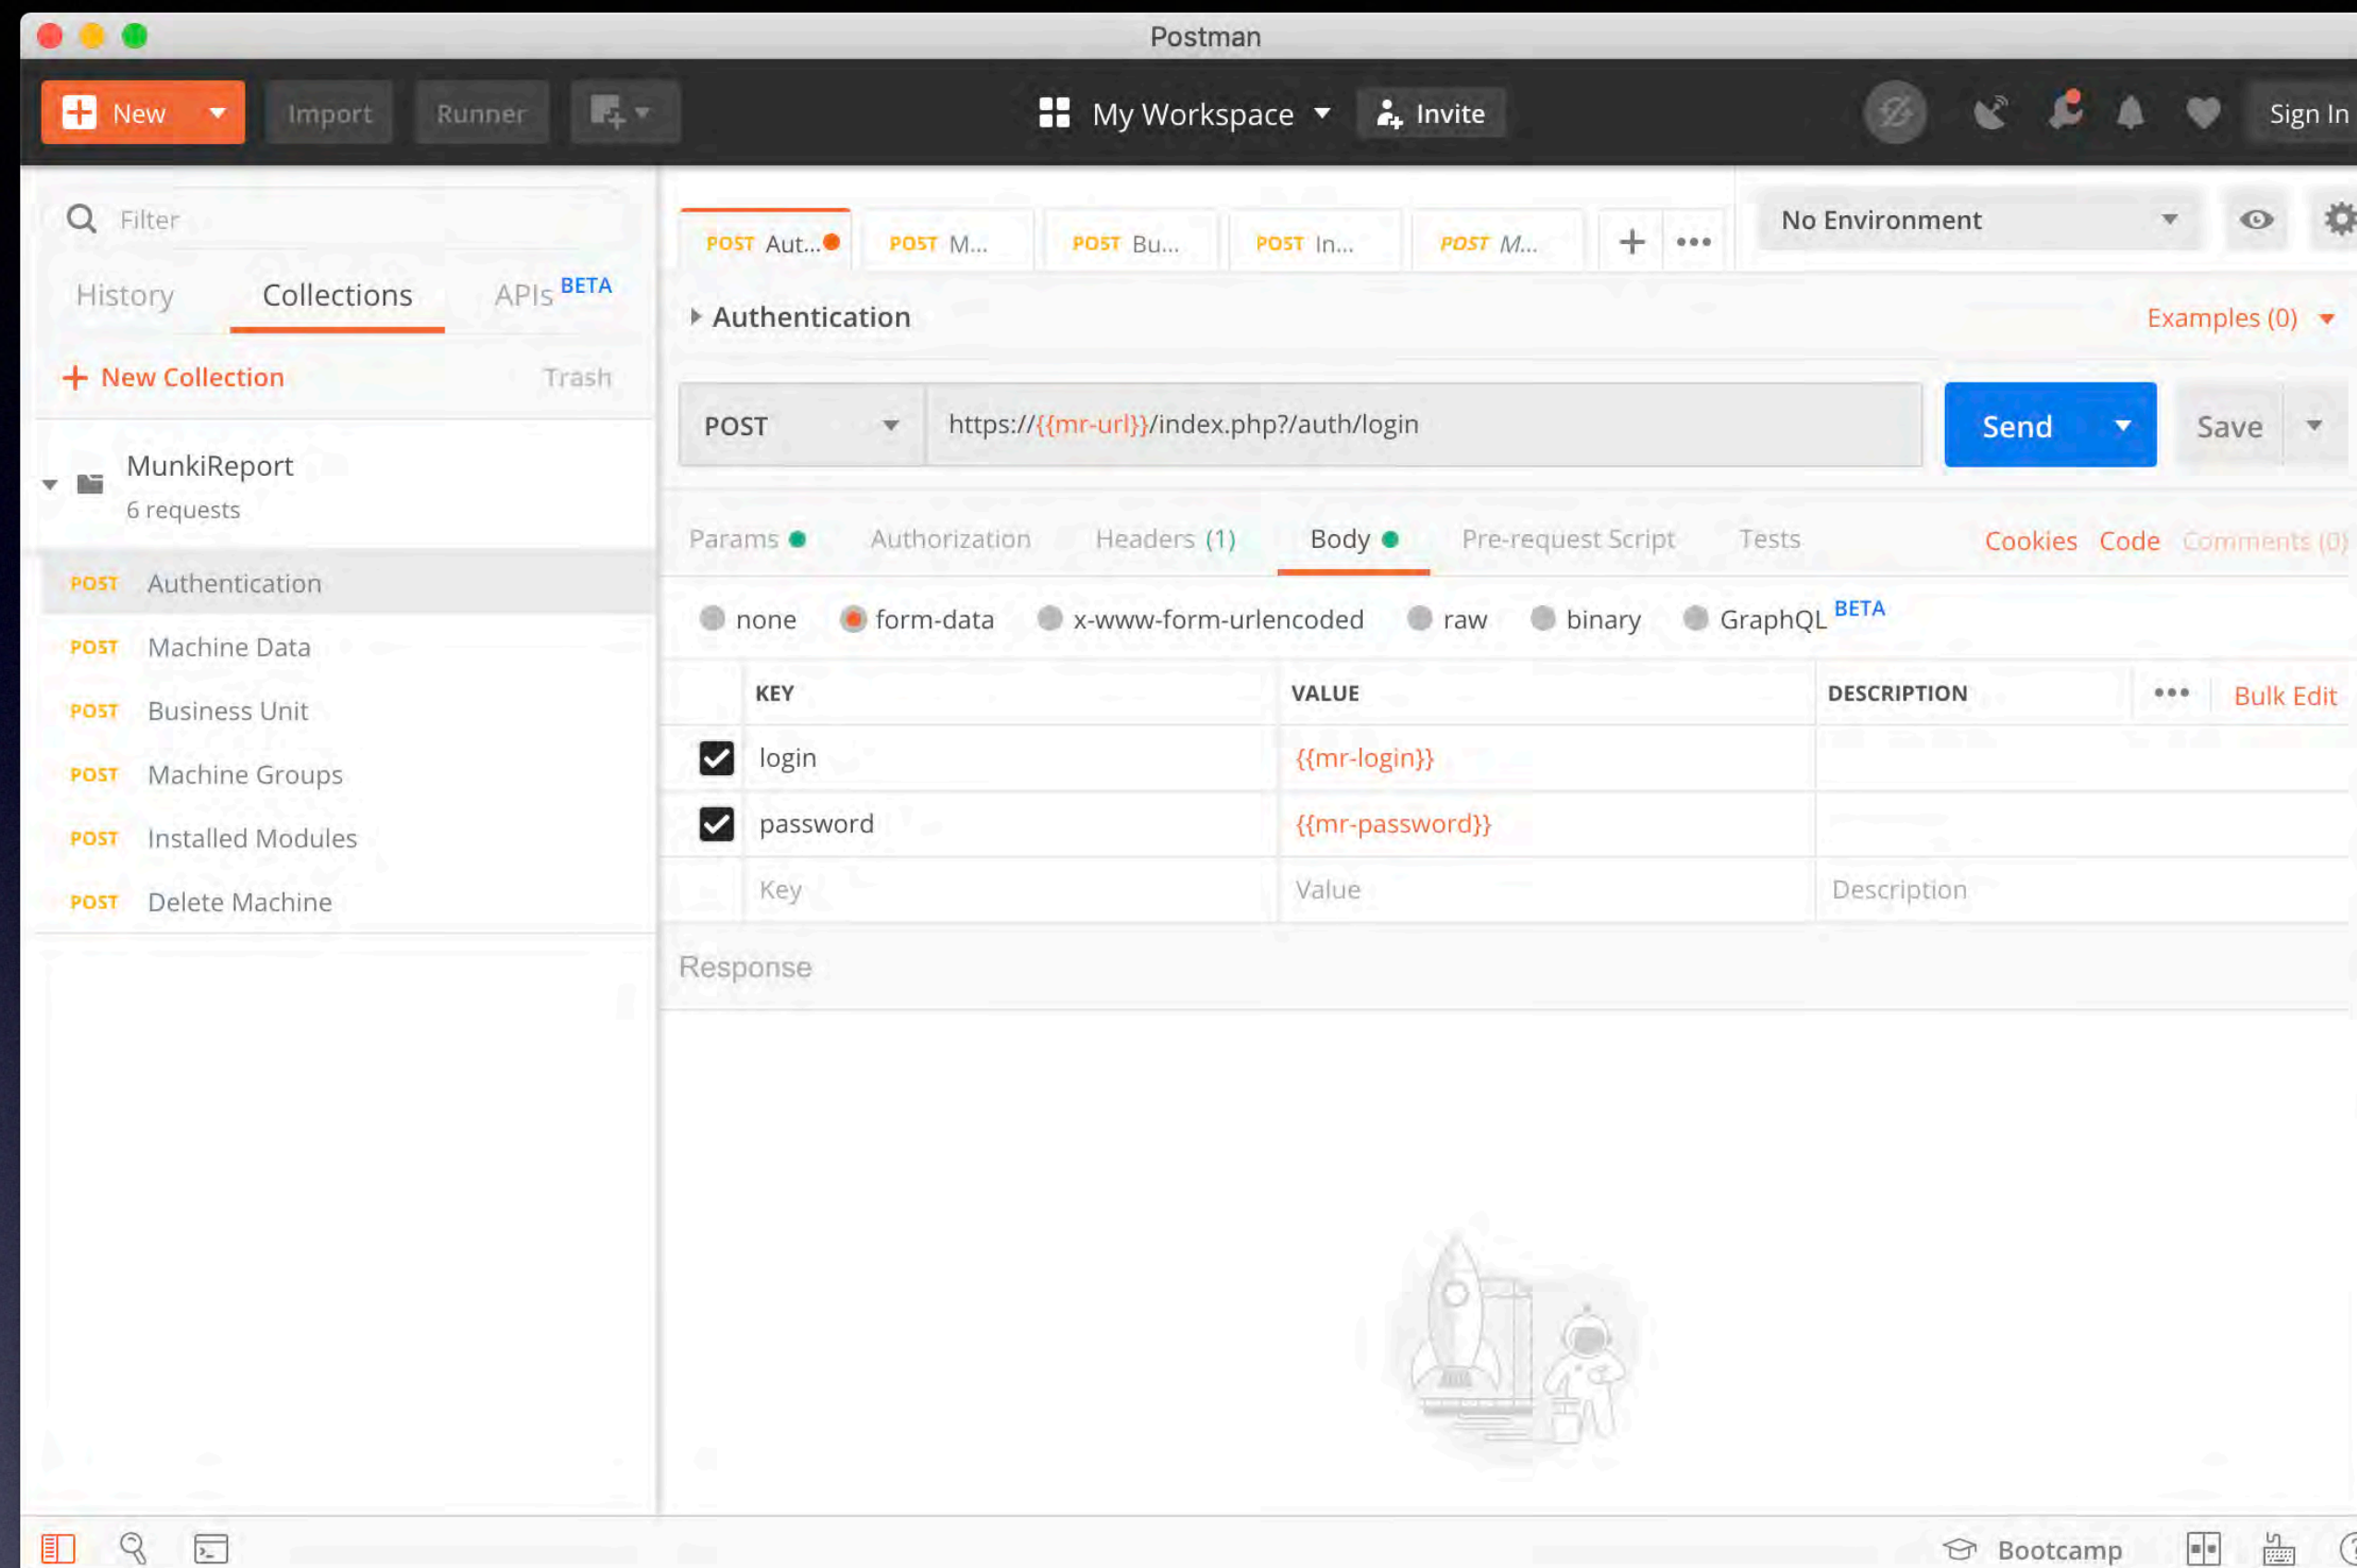 Postman
New Import Runner My Workspace Invite Sign In
Filter
History Collections APIs BETA
+ New Collection Trash
MunkiReport
6 requests
POST Authentication
POST Machine Data
POST Business Unit
POST Machine Groups
POST Installed Modules
POST Delete Machine
POST Aut... POST M... POST Bu... POST In... POST M... + •••
No Environment
Authentication Examples (0)
POST https://{{mr-url}}/index.php?/auth/login Send Save
Params Authorization Headers (1) Body Pre-request Script Tests Cookies Code Comments (0)
none form-data x-www-form-urlencoded raw binary GraphQL BETA
KEY VALUE DESCRIPTION ••• Bulk Edit
login {{mr-login}}
password {{mr-password}}
Key Value Description
Response
Bootcamp